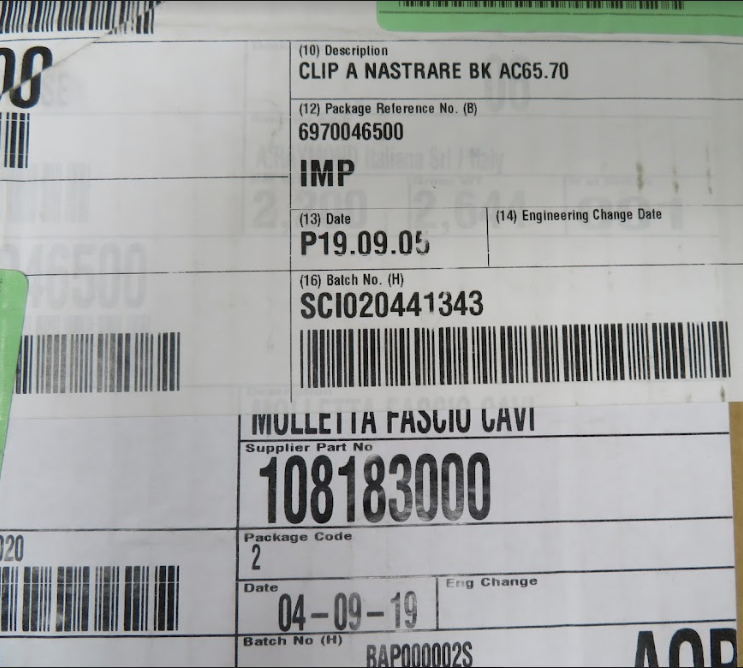 (10) Description
CLIP A NASTRARE BK AC65.70
(12) Package Reference No. (B)
6970046500
IMP
(13) Date
(14) Engineering Change Date
P19.09.05
(16) Batch No. (H)
SCI020441343
46500
MOLLETTA FASCIO CAVI
Supplier Part No
108183000
020
Package Code
2
Date
Eng Change
04-09-19
Batch No (H)
BAP000002S